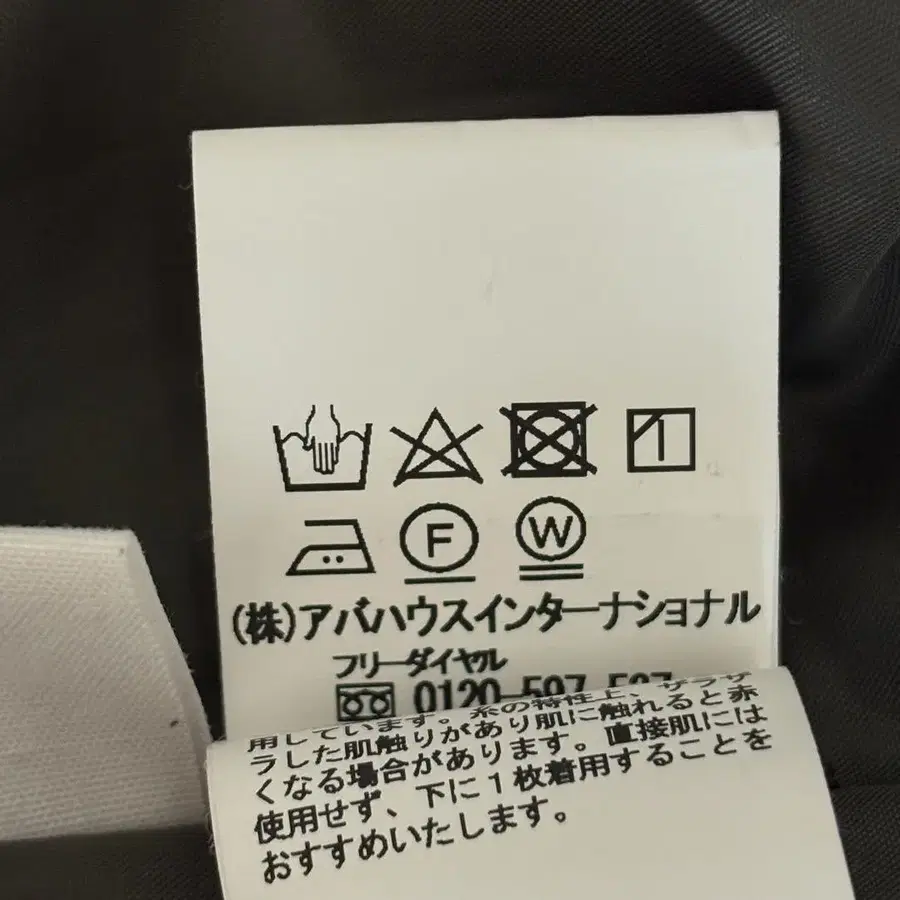 F W
(株)アバハウスインターナショナル
フリーダイヤル
0120-597-537
用しています。糸の特性上、ザラザ
ラした肌触りがあり肌に触れると赤
くなる場合があります。直接肌には
使用せず、下に１枚着用することを
おすすめいたします。